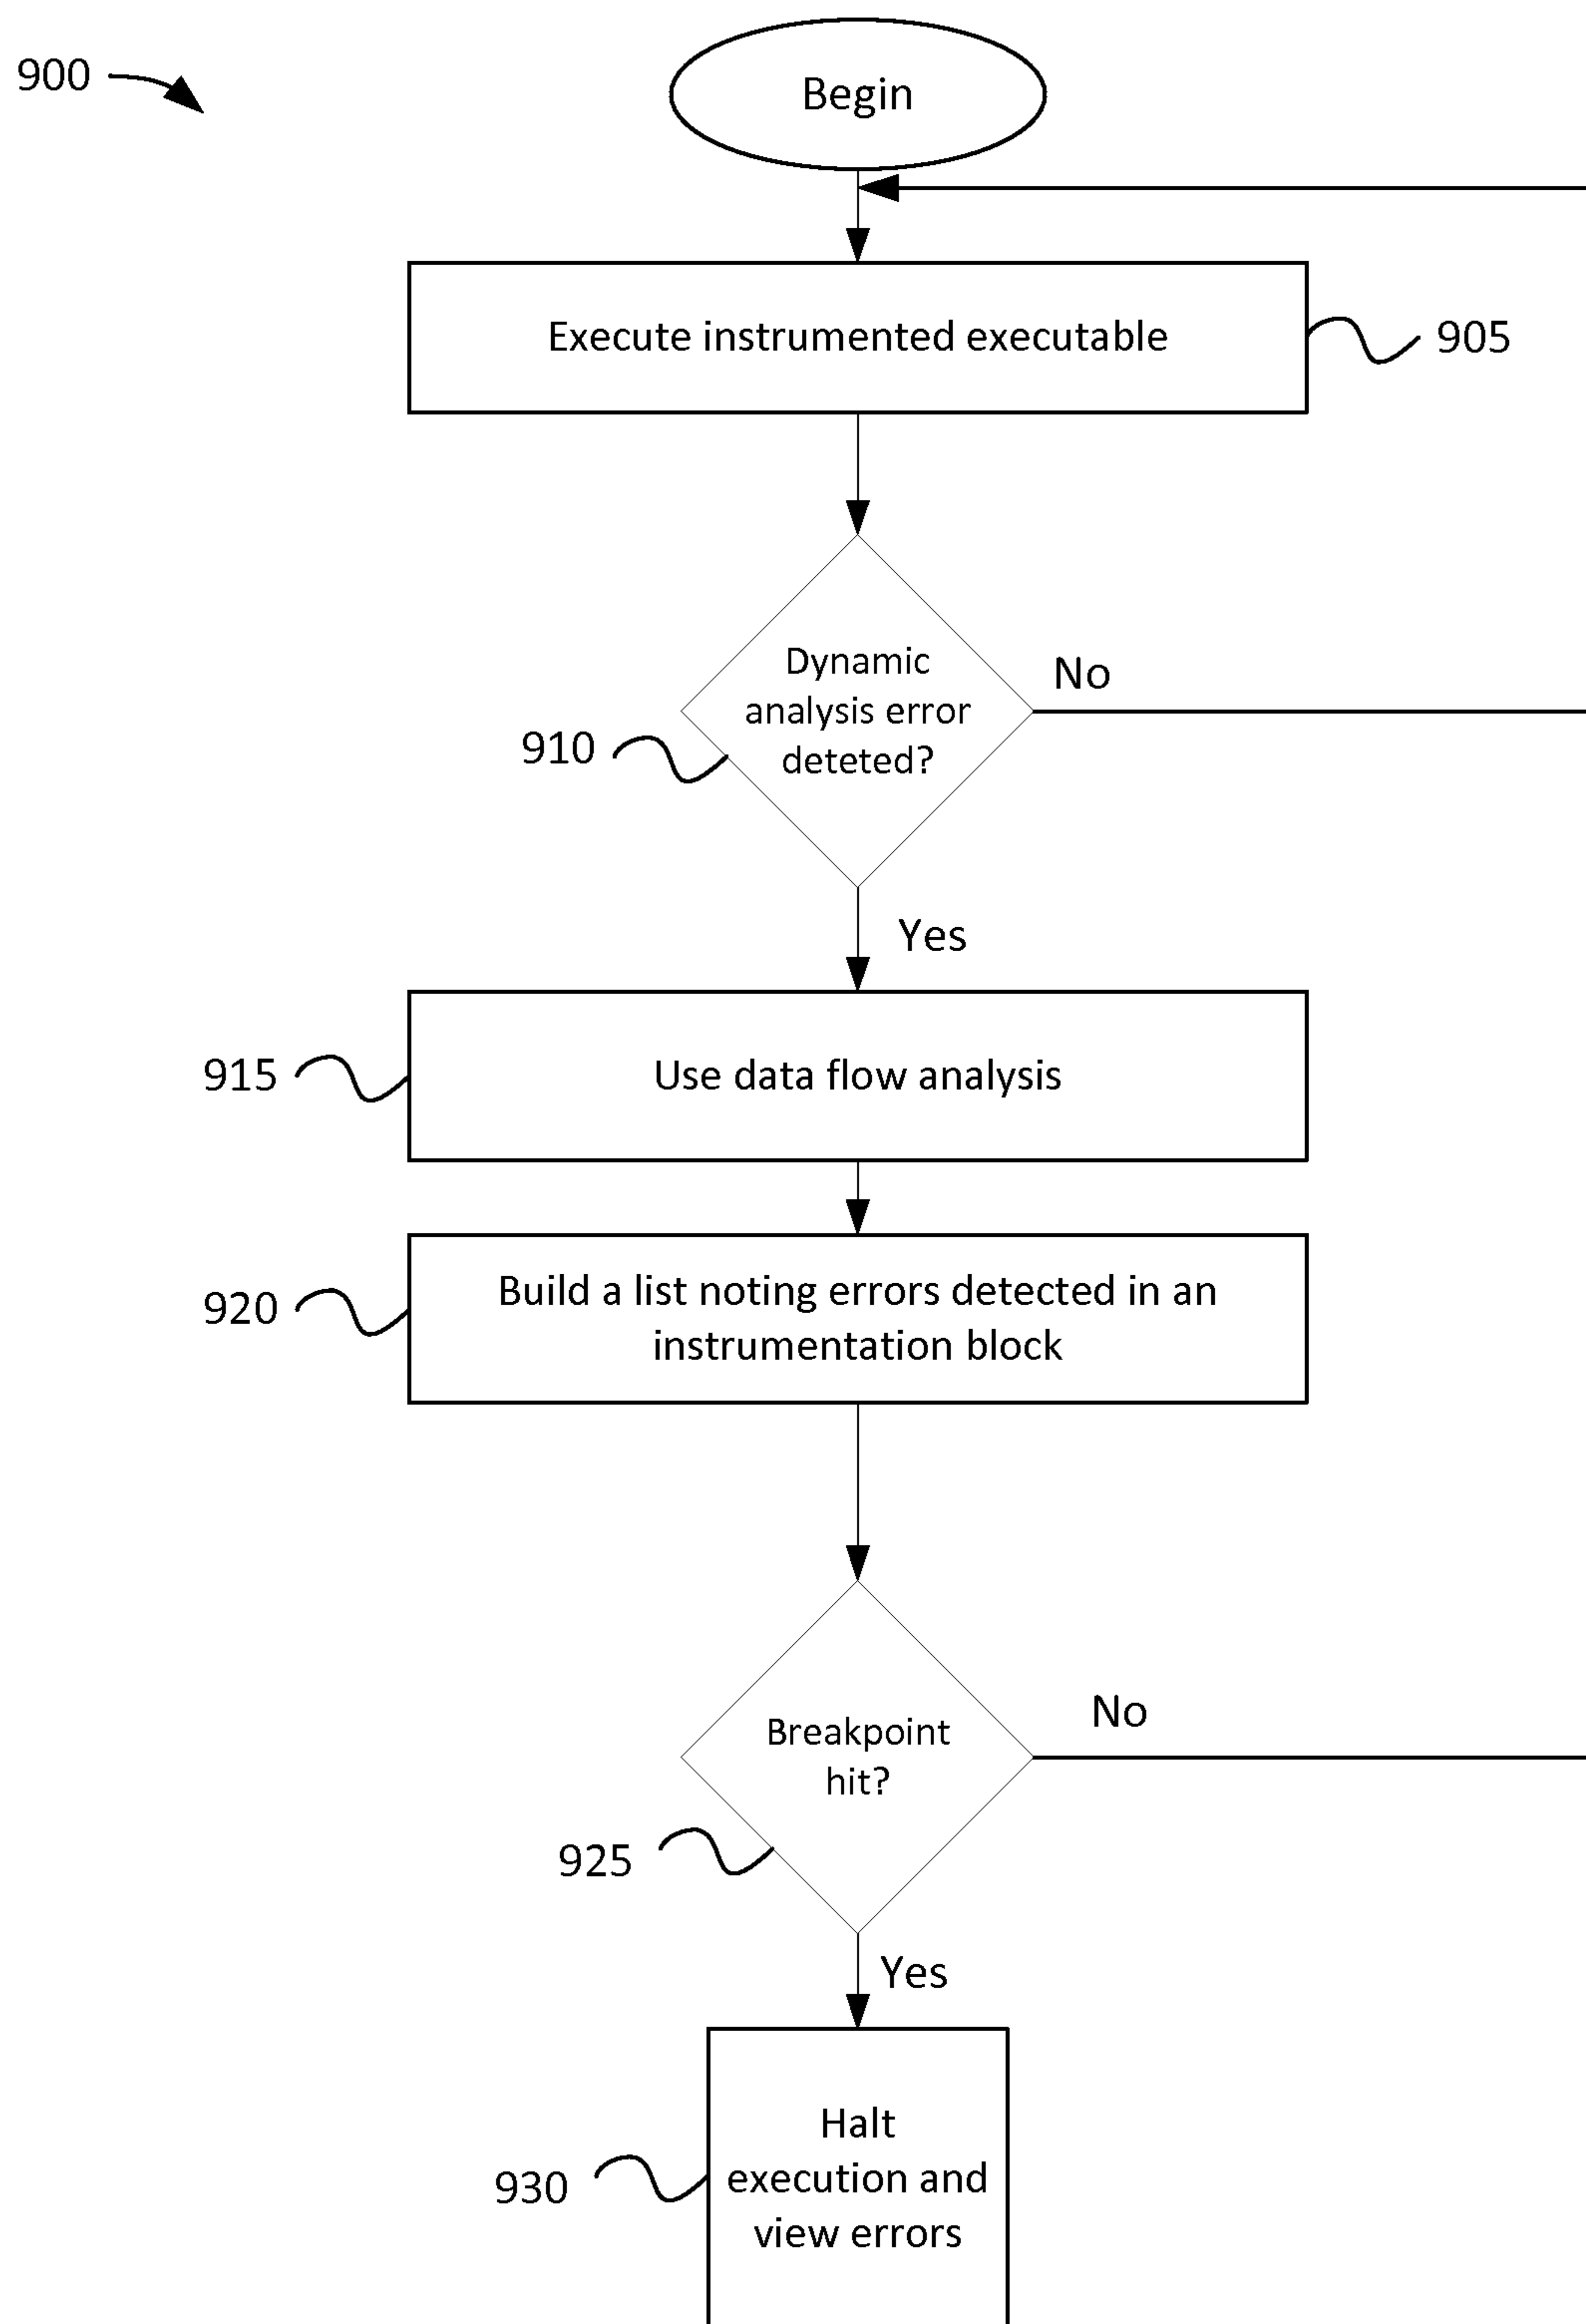 900
Begin
Execute instrumented executable
905
Dynamic
analysis error
deteted?
No
910
Yes
915
Use data flow analysis
920
Build a list noting errors detected in an
instrumentation block
No
Breakpoint
hit?
925
Yes
Halt
execution and
view errors
930